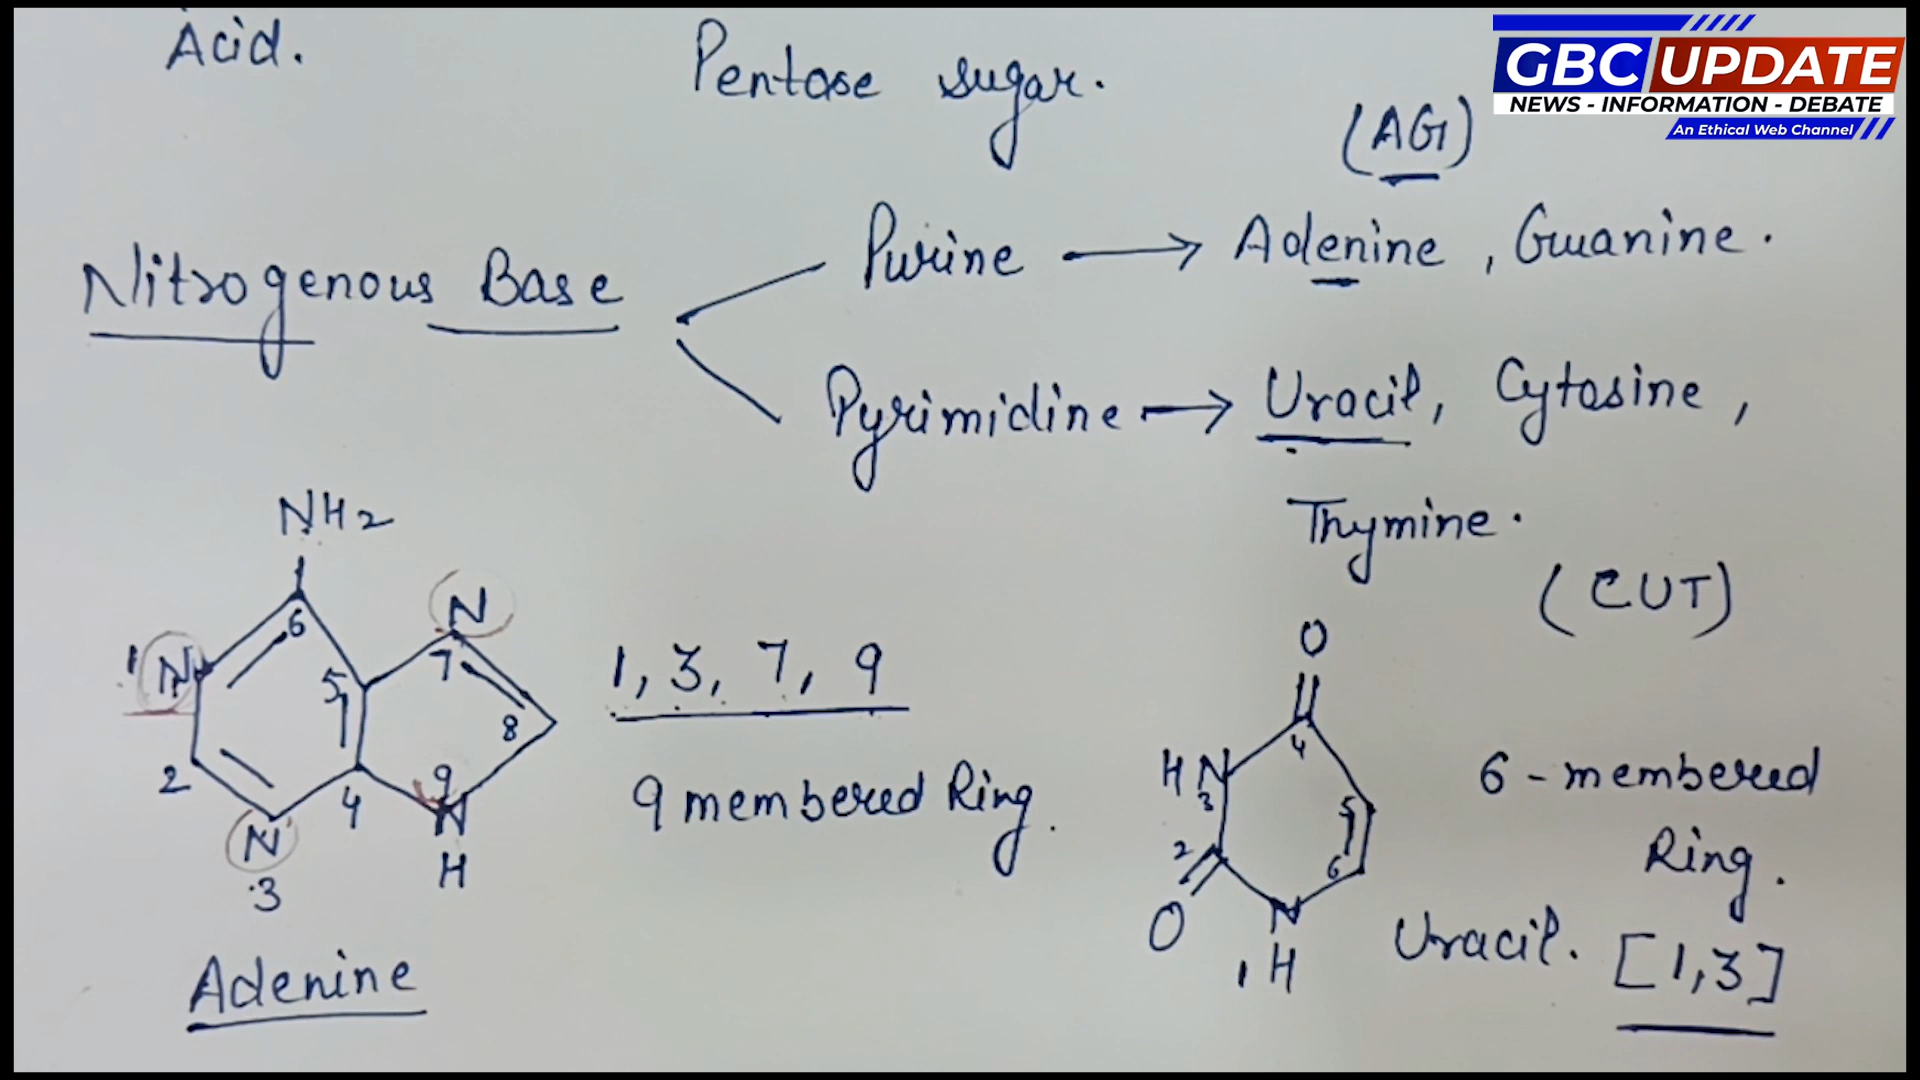 Acid.
Pentose sugar.
GBC UPDATE
NEWS - INFORMATION - DEBATE
An Ethical Web Channel
(AG)
Nitrogenous Base
Purine → Adenine, Guanine.
Pyrimidine → Uracil, Cytosine,
Thymine.
(CUT)
NH2
6
N
1 N
5
7
8
2
9
4
N
N
3
H
Adenine
1, 3, 7, 9
9 membered Ring.
O
4
HN
3
5
2
6
O
N
1 H
6-membered
Ring.
Uracil. [1,3]